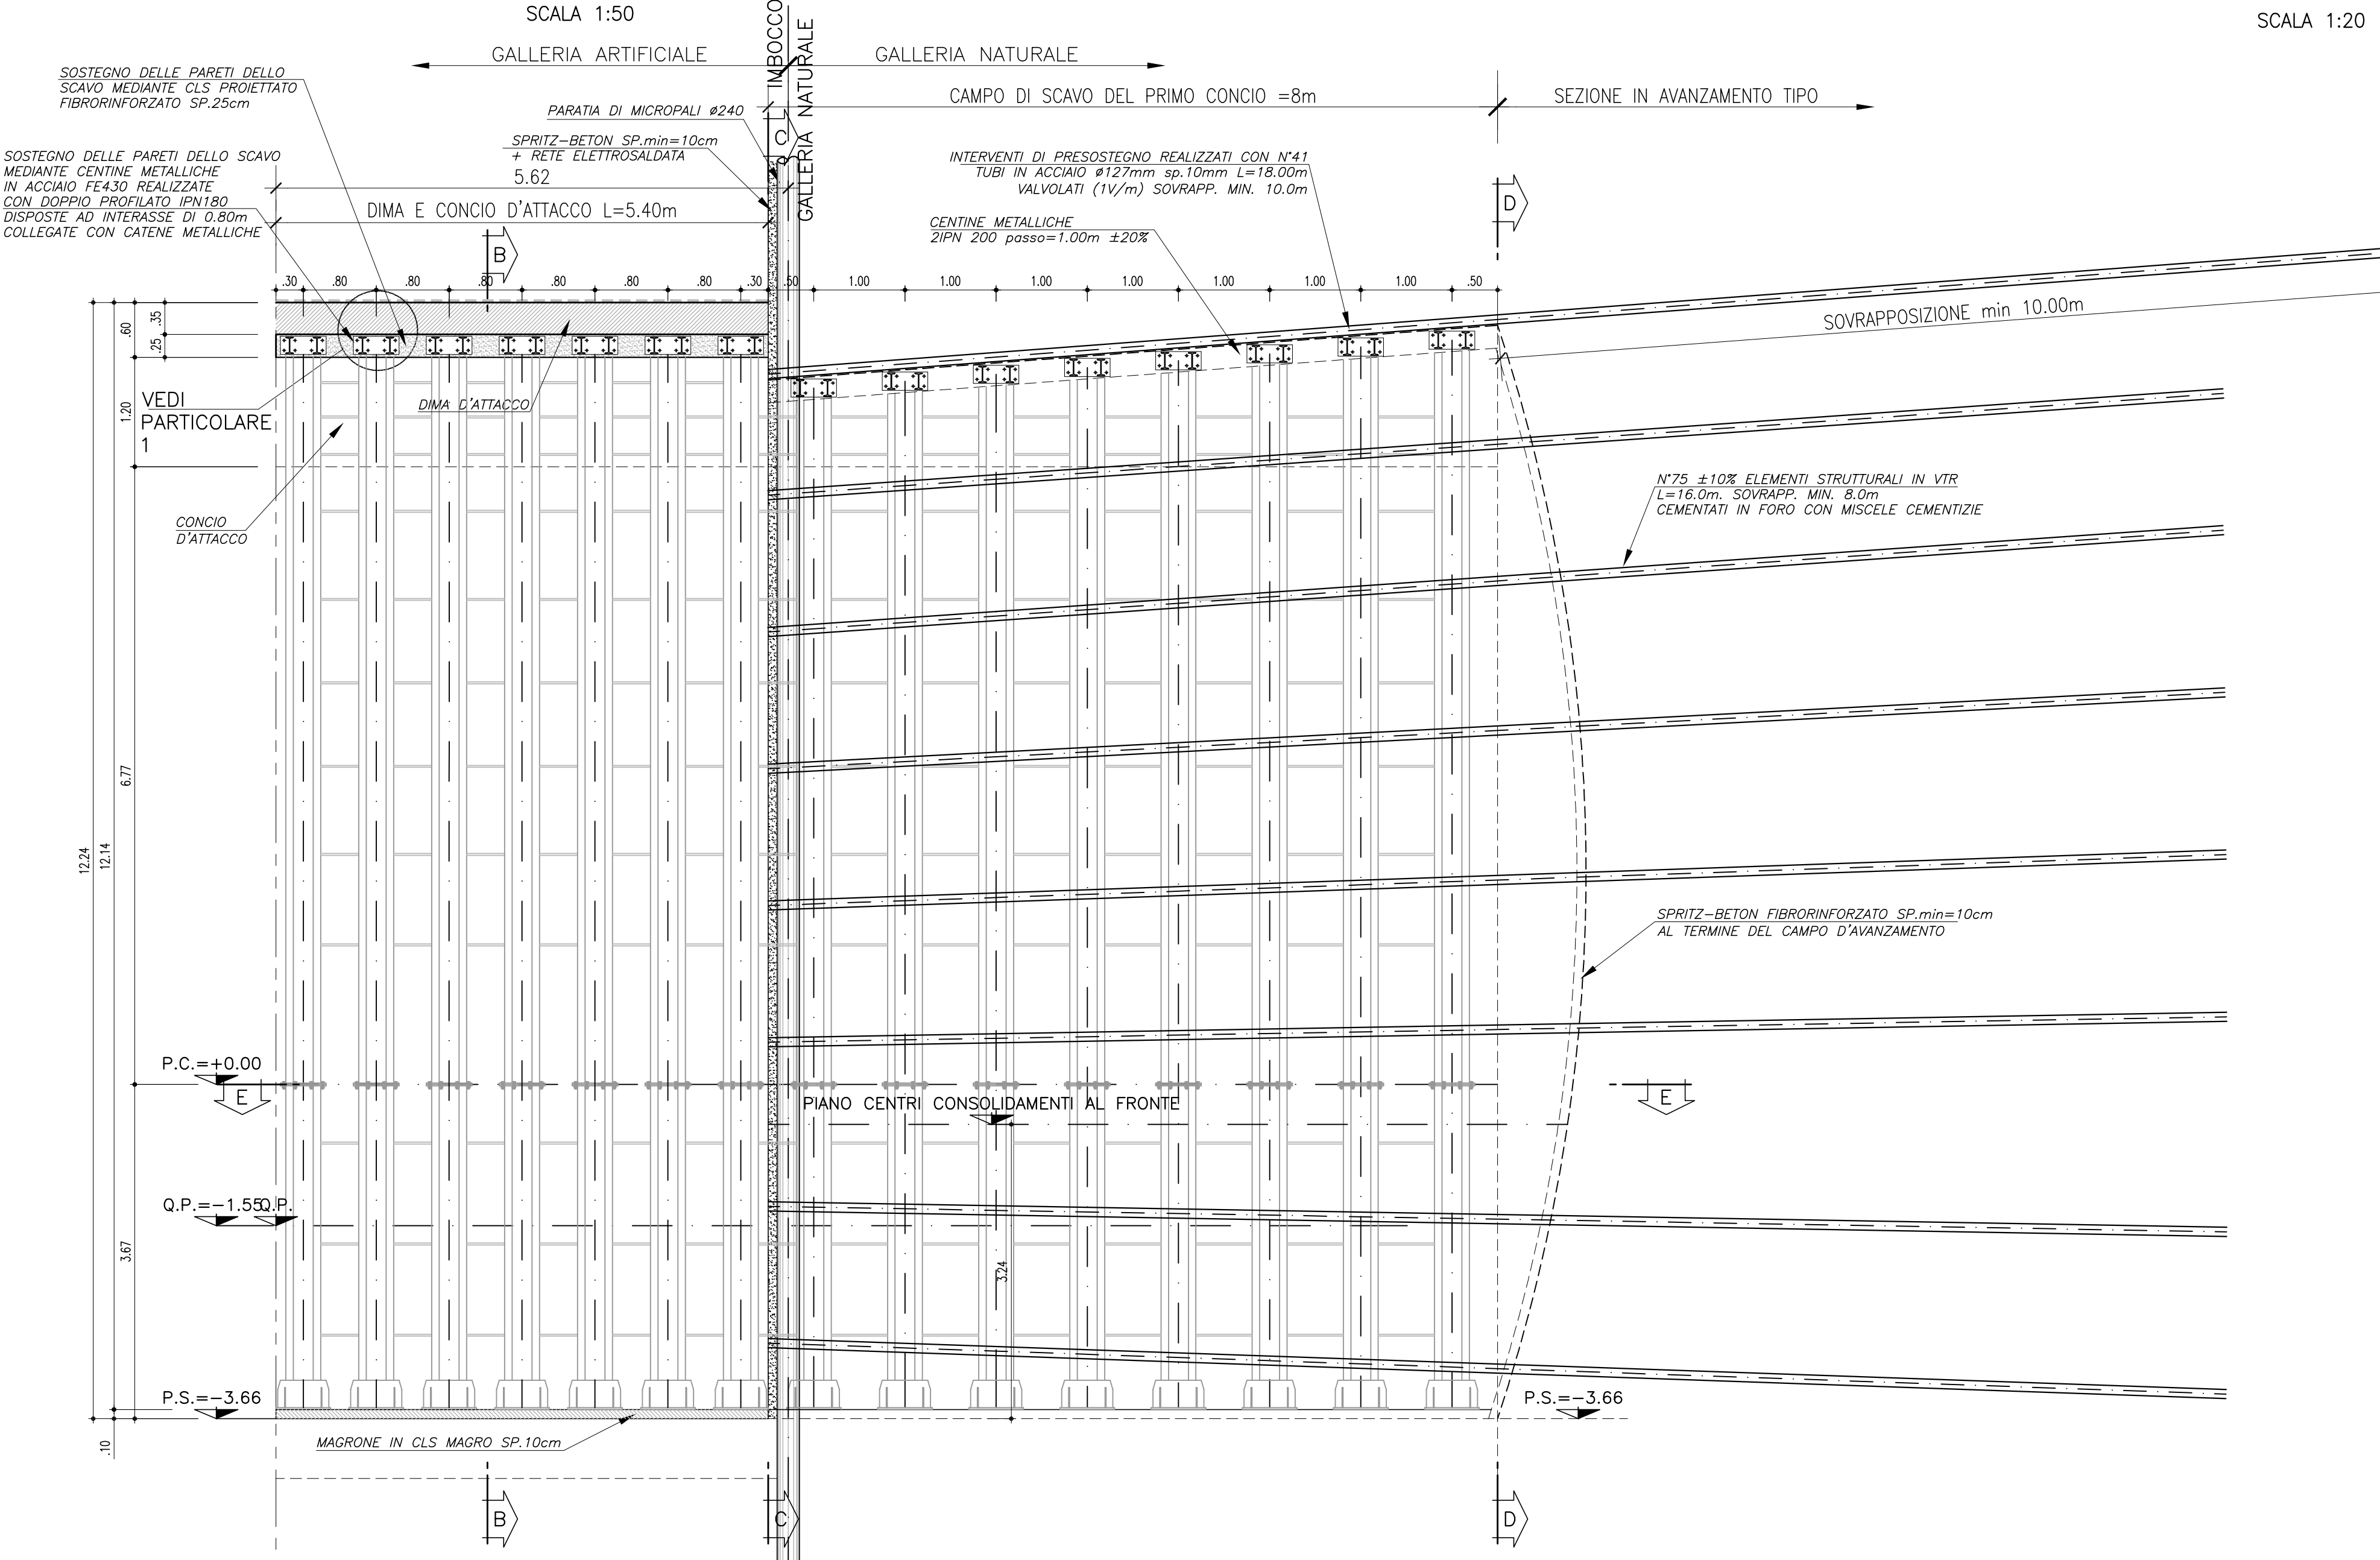 SCALA 1:50
SCALA 1:20
GALLERIA ARTIFICIALE
IMBOCCO
GALLERIA NATURALE
GALLERIA NATURALE
SOSTEGNO DELLE PARETI DELLO
SCAVO MEDIANTE CLS PROIETTATO
FIBRORINFORZATO SP.25cm
CAMPO DI SCAVO DEL PRIMO CONCIO =8m
SEZIONE IN AVANZAMENTO TIPO
PARATIA DI MICROPALI ø240
C
SPRITZ-BETON SP.min=10cm
+ RETE ELETTROSALDATA
SOSTEGNO DELLE PARETI DELLO SCAVO
MEDIANTE CENTINE METALLICHE
IN ACCIAIO FE430 REALIZZATE
CON DOPPIO PROFILATO IPN180
DISPOSTE AD INTERASSE DI 0.80m
COLLEGATE CON CATENE METALLICHE
5.62
DIMA E CONCIO D'ATTACCO L=5.40m
INTERVENTI DI PRESOSTEGNO REALIZZATI CON N°41
TUBI IN ACCIAIO ø127mm sp.10mm L=18.00m
VALVOLATI (1V/m) SOVRAPP. MIN. 10.0m
CENTINE METALLICHE
2IPN 200 passo=1.00m ±20%
D
B
.30 .80 .80 .80 .80 .80 .80 .30 .50 1.00 1.00 1.00 1.00 1.00 1.00 1.00 .50
SOVRAPPOSIZIONE min 10.00m
.60
.35
.25
VEDI
PARTICOLARE
1
1.20
DIMA D'ATTACCO
CONCIO
D'ATTACCO
N°75 ±10% ELEMENTI STRUTTURALI IN VTR
L=16.0m. SOVRAPP. MIN. 8.0m
CEMENTATI IN FORO CON MISCELE CEMENTIZIE
6.77
12.24
12.14
SPRITZ-BETON FIBRORINFORZATO SP.min=10cm
AL TERMINE DEL CAMPO D'AVANZAMENTO
P.C.=+0.00
E
PIANO CENTRI CONSOLIDAMENTI AL FRONTE
E
Q.P.=-1.55
Q.P.
3.67
3.24
P.S.=-3.66
P.S.=-3.66
.10
MAGRONE IN CLS MAGRO SP.10cm
B
C
D